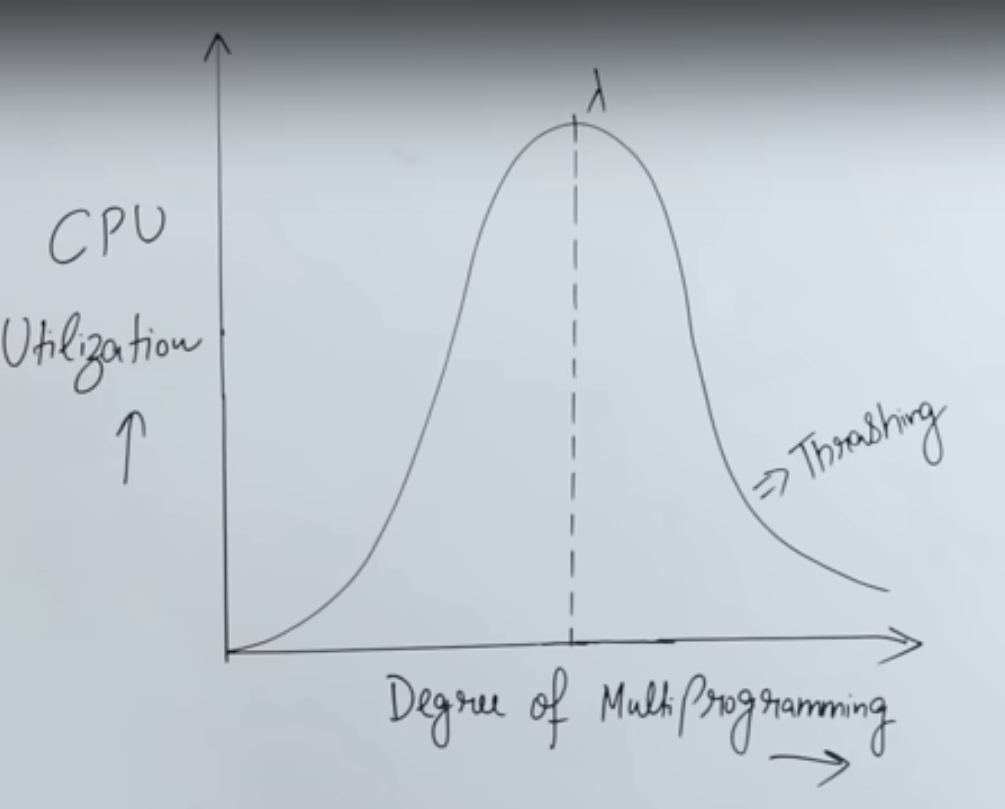 λ
CPU
Utilization
↑
⇒ Thrashing
Degree of MultiProgramming
→